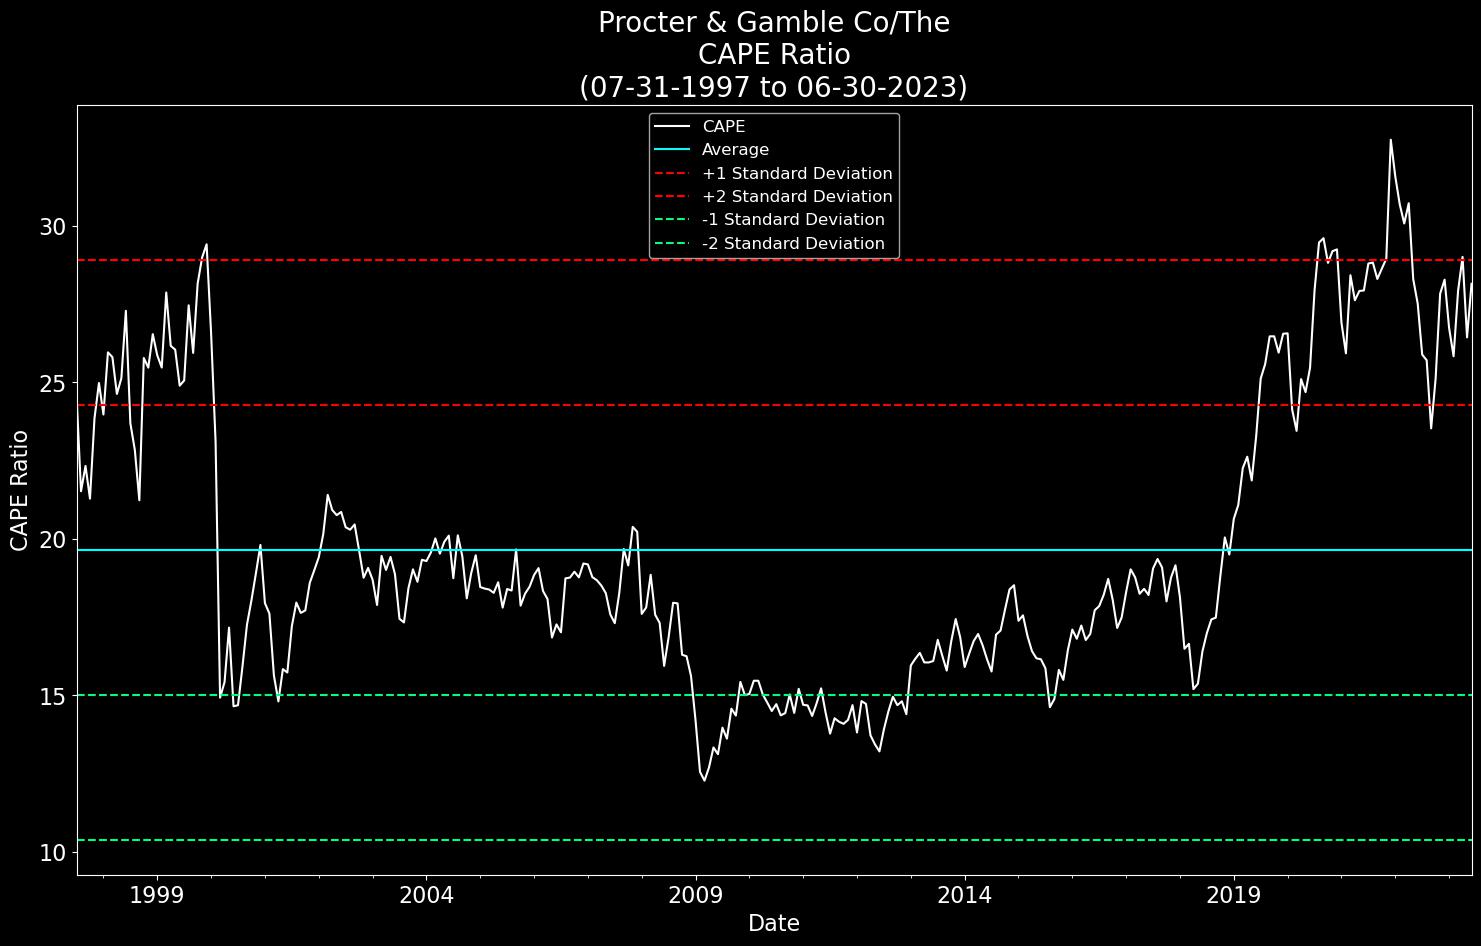 Procter & Gamble Co/The
CAPE Ratio
(07-31-1997 to 06-30-2023)
CAPE
Average
+1 Standard Deviation
+2 Standard Deviation
-1 Standard Deviation
-2 Standard Deviation
CAPE Ratio
30
25
20
15
10
1999
2004
2009
2014
2019
Date